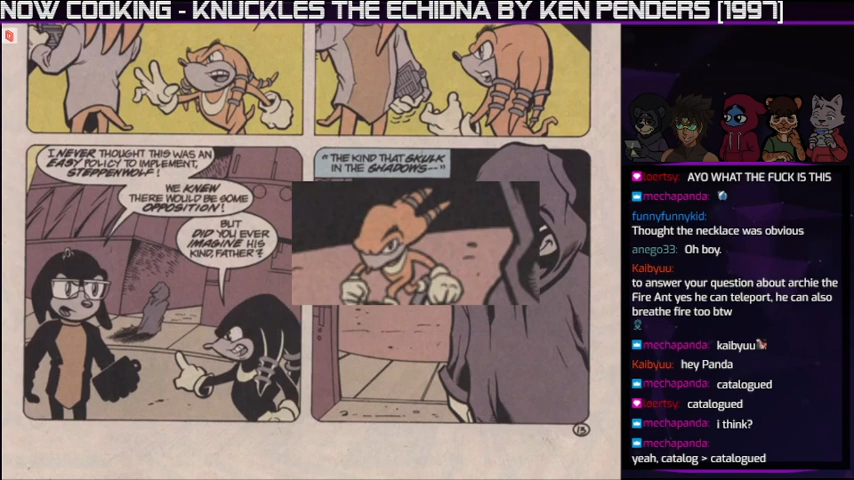 NOW COOKING - KNUCKLES THE ECHIDNA BY KEN PENDERS [1997]
I NEVER THOUGHT THIS WAS AN
EASY POLICY TO IMPLEMENT,
STEPPENWOLF!
WE KNEW
THERE WOULD BE SOME
OPPOSITION!
BUT
DID YOU EVER
IMAGINE HIS
KIND, FATHER?
"THE KIND THAT SKULK
IN THE SHADOWS--"
13
loertsy: AYO WHAT THE FUCK IS THIS
mechapanda:
funnyfunnykid:
Thought the necklace was obvious
anego33: Oh boy.
Kaibyuu:
to answer your question about archie the
Fire Ant yes he can teleport, he can also
breathe fire too btw
mechapanda: kaibyuu
Kaibyuu: hey Panda
mechapanda: catalogued
loertsy: catalogued
mechapanda: i think?
mechapanda:
yeah, catalog > catalogued